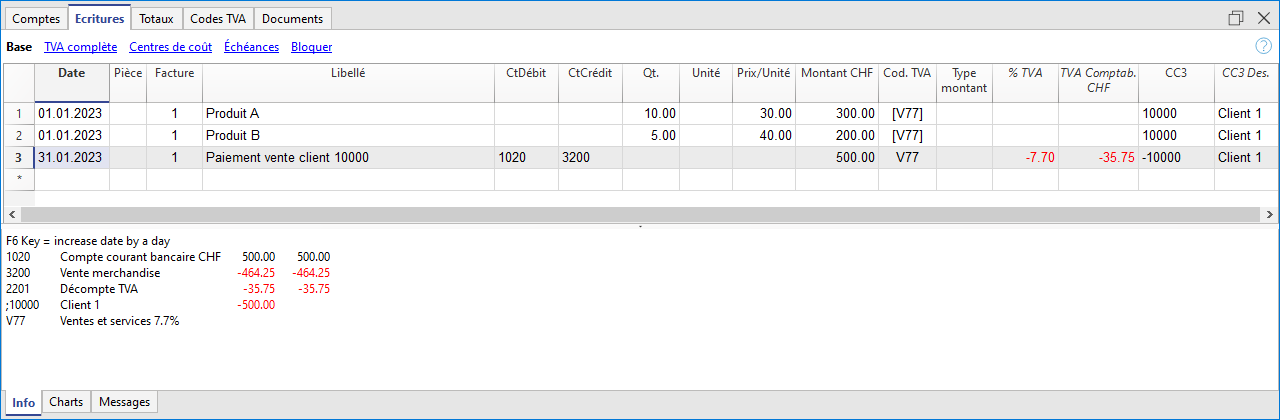 Comptes Ecritures Totaux Codes TVA Documents
Base TVA complète Centres de coût Échéances Bloquer ?
Date Pièce Facture Libellé CtDébit CtCrédit Qt. Unité Prix/Unité Montant CHF Cod. TVA Type montant % TVA TVA Comptab. CHF CC3 CC3 Des.
1 01.01.2023 1 Produit A 10.00 30.00 300.00 [V77] 10000 Client 1
2 01.01.2023 1 Produit B 5.00 40.00 200.00 [V77] 10000 Client 1
3 31.01.2023 1 Paiement vente client 10000 1020 3200 500.00 V77 -7.70 -35.75 -10000 Client 1
*
F6 Key = increase date by a day
1020 Compte courant bancaire CHF 500.00 500.00
3200 Vente merchandise -464.25 -464.25
2201 Décompte TVA -35.75 -35.75
;10000 Client 1 -500.00
V77 Ventes et services 7.7%
Info Charts Messages